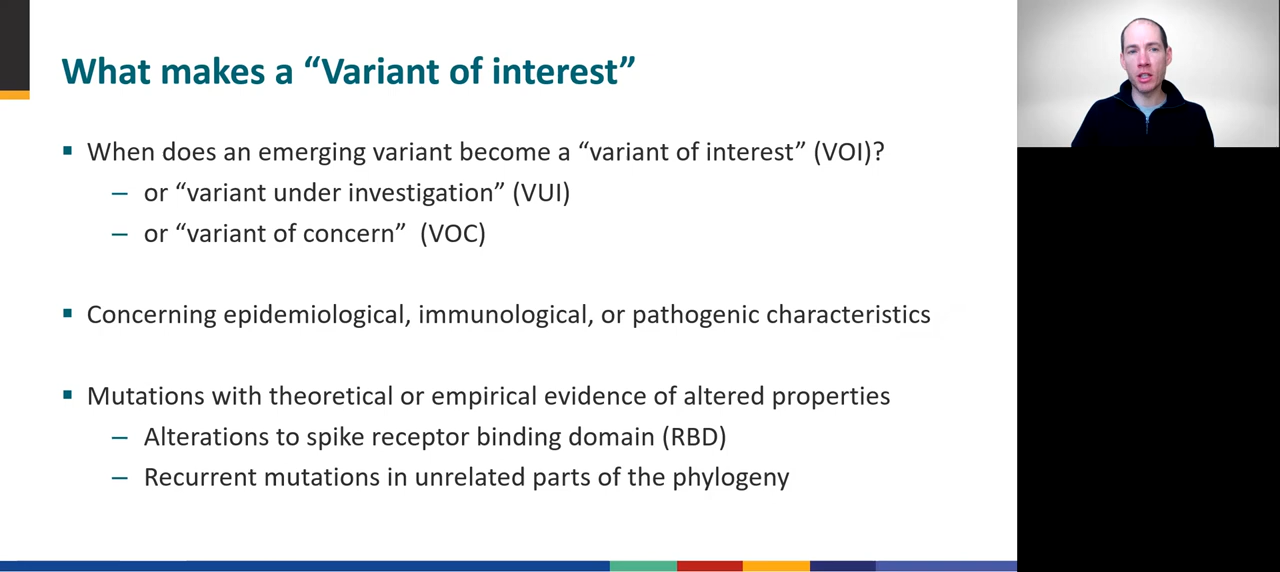 What makes a “Variant of interest”
▪ When does an emerging variant become a “variant of interest” (VOI)?
– or “variant under investigation” (VUI)
– or “variant of concern” (VOC)
▪ Concerning epidemiological, immunological, or pathogenic characteristics
▪ Mutations with theoretical or empirical evidence of altered properties
– Alterations to spike receptor binding domain (RBD)
– Recurrent mutations in unrelated parts of the phylogeny